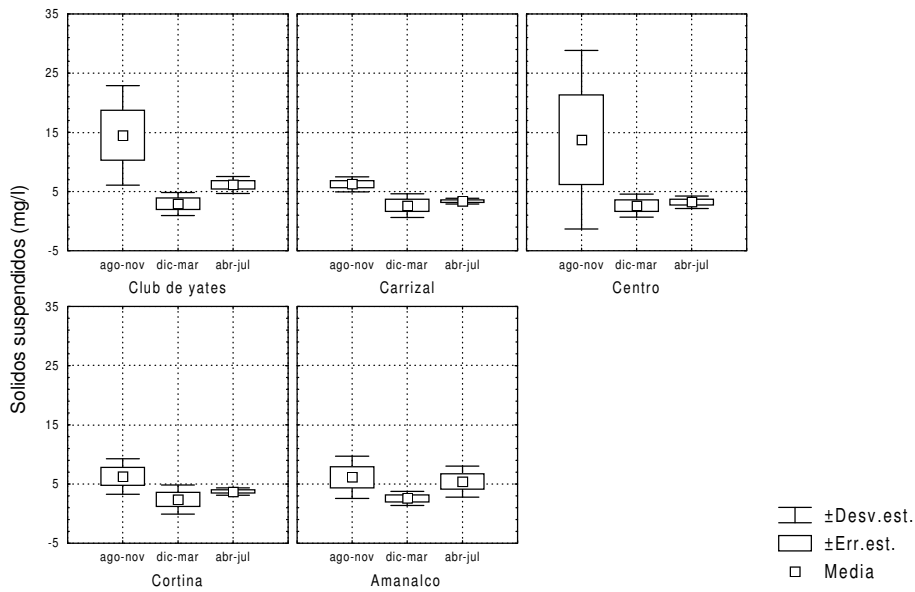 Solidos suspendidos (mg/l)
35
25
15
5
-5
ago-nov dic-mar abr-jul
Club de yates
ago-nov dic-mar abr-jul
Carrizal
ago-nov dic-mar abr-jul
Centro
35
25
15
5
-5
ago-nov dic-mar abr-jul
Cortina
ago-nov dic-mar abr-jul
Amanalco
±Desv.est.
±Err.est.
Media